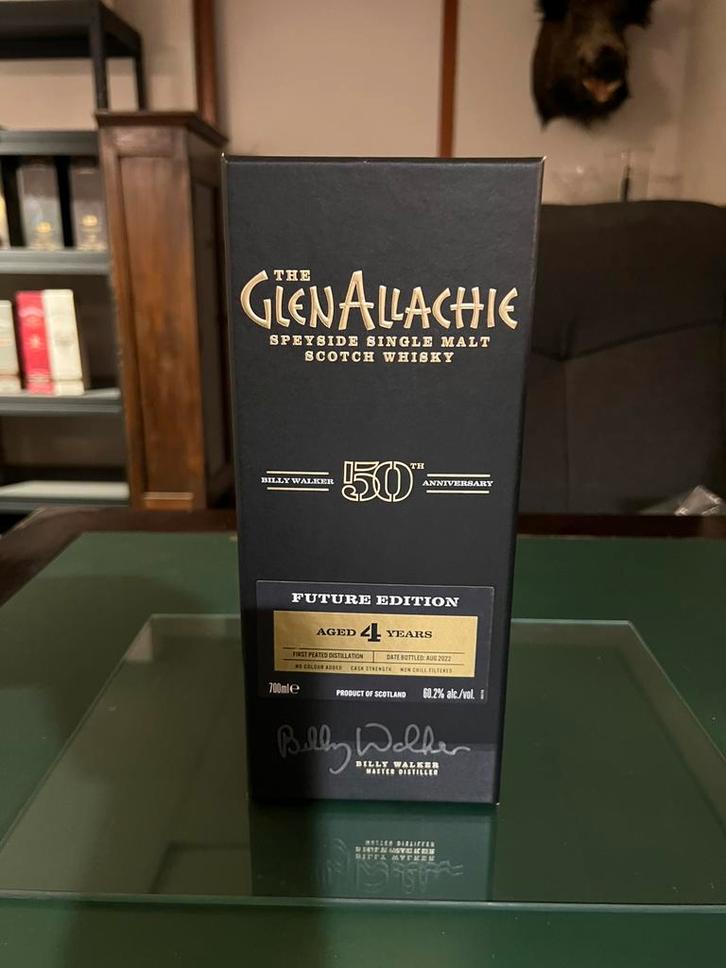 THE
GLENALLACHIE
SPEYSIDE SINGLE MALT
SCOTCH WHISKY
BILLY WALKER 50TH ANNIVERSARY
FUTURE EDITION
AGED 4 YEARS
FIRST PEATED DISTILLATION DATE BOTTLED: AUG 2022
NO COLOUR ADDED CASK STRENGTH NON CHILL FILTERED
700ml e PRODUCT OF SCOTLAND 60.2% alc./vol.
Billy Walker
BILLY WALKER
MASTER DISTILLER